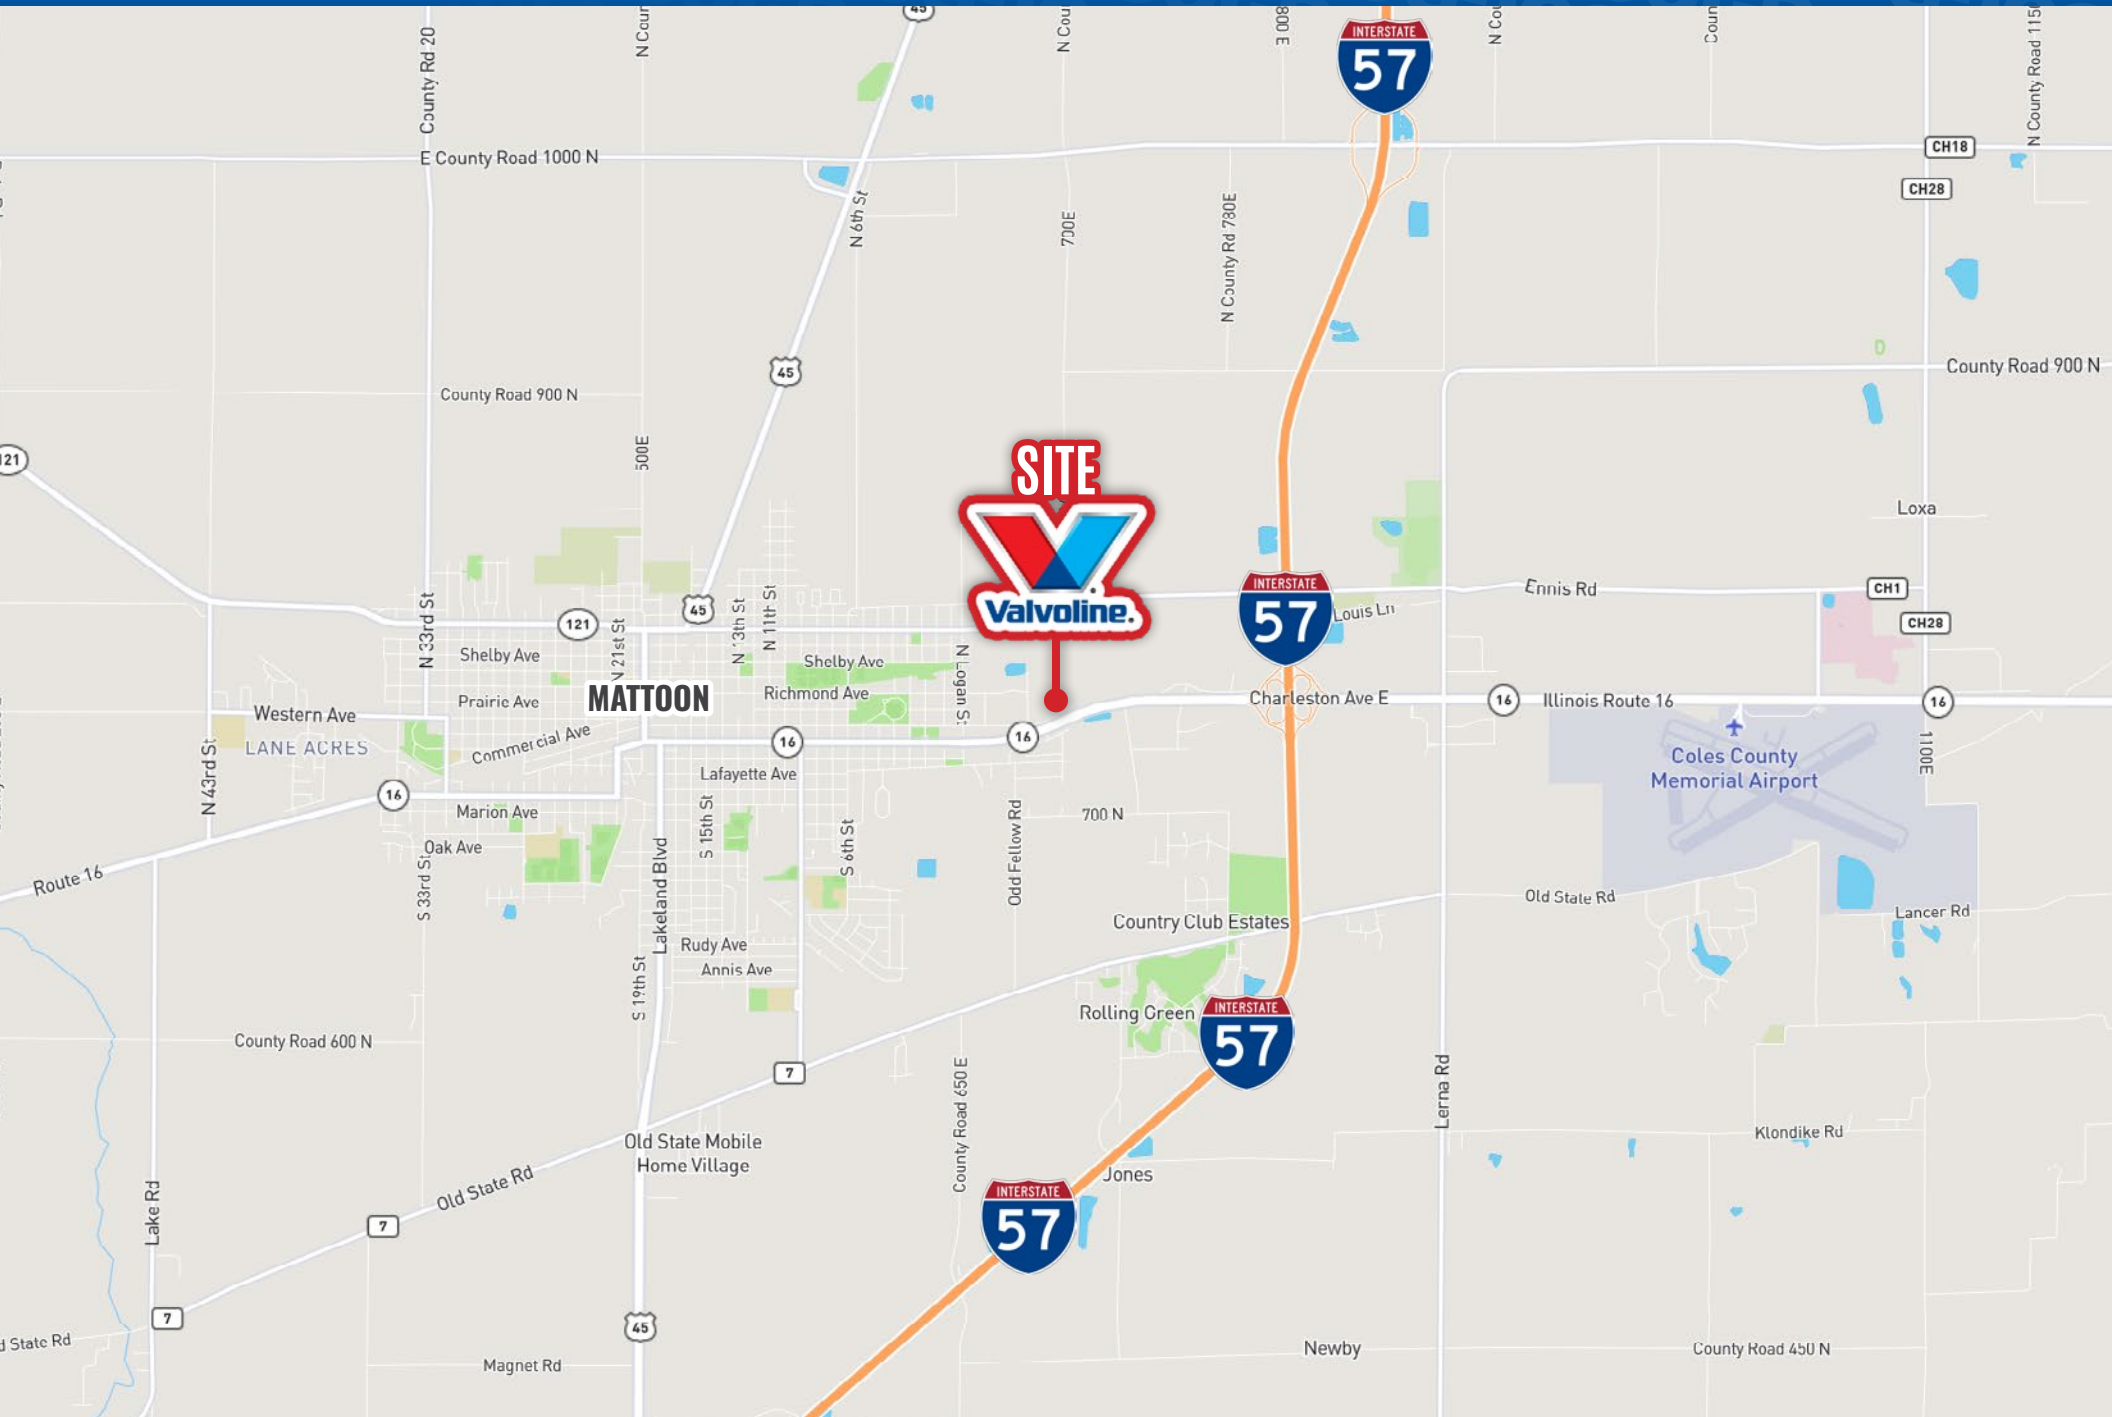 45
N Cou
E 008
INTERSTATE
57
County Rd 20
N County Road 1150
E County Road 1000 N
CH18
CH28
N 6th St
700E
N County Rd 780E
45
County Road 900 N
County Road 900 N
500E
121
SITE
Valvoline
Loxa
INTERSTATE
57
Ennis Rd
CH1
Louis Ln
CH28
45
121
N 33rd St
N 21st St
N 13th St
N 11th St
Shelby Ave
Shelby Ave
N Logan St
MATTOON
Prairie Ave
Richmond Ave
Charleston Ave E
16
Illinois Route 16
16
Western Ave
LANE ACRES
Commercial Ave
16
16
Coles County
Memorial Airport
1100E
N 43rd St
Lafayette Ave
16
Marion Ave
S 15th St
S 6th St
Odd Fellow Rd
700 N
Oak Ave
Route 16
S 33rd St
Lakeland Blvd
Old State Rd
Lancer Rd
Country Club Estates
Rudy Ave
Annis Ave
S 19th St
Rolling Green
INTERSTATE
57
County Road 600 N
7
County Road 650 E
Lerna Rd
Klondike Rd
Old State Mobile
Home Village
Jones
Old State Rd
Lake Rd
INTERSTATE
57
7
7
45
State Rd
Magnet Rd
Newby
County Road 450 N